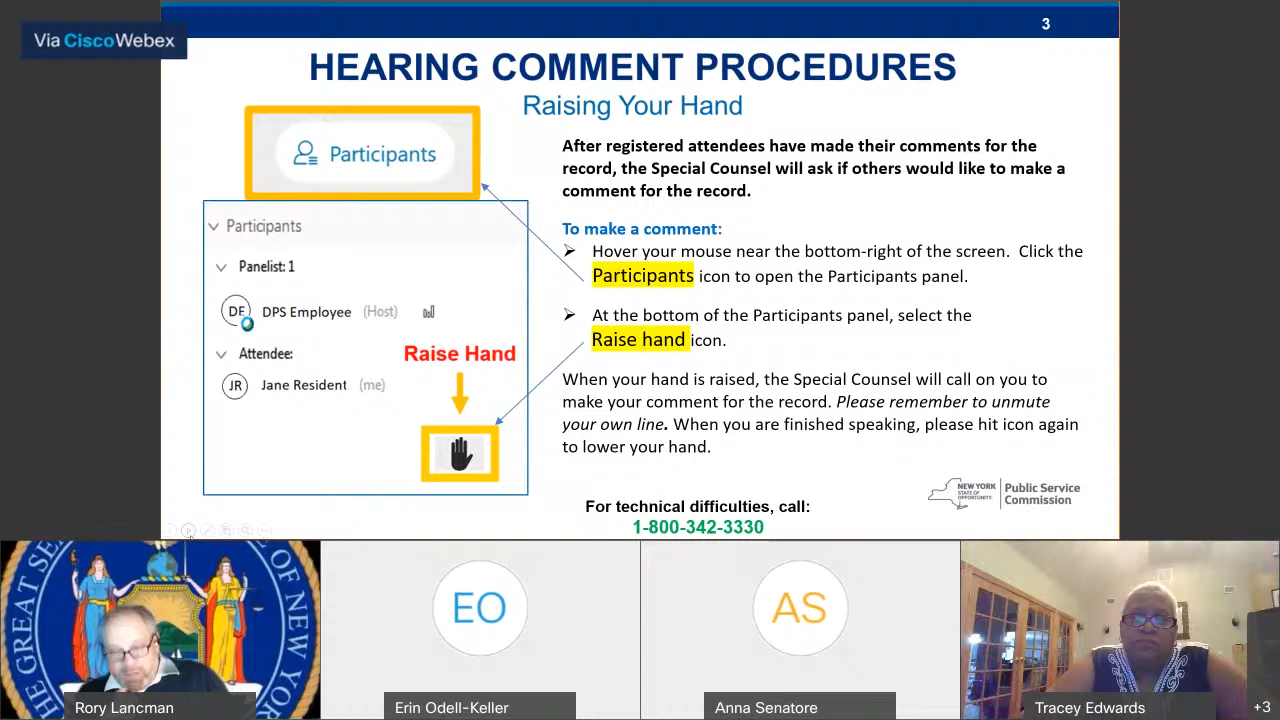 3
Via CiscoWebex
HEARING COMMENT PROCEDURES
Raising Your Hand
Participants
Participants
Panelist: 1
DE DPS Employee (Host)
Attendee:
JR Jane Resident (me)
Raise Hand
After registered attendees have made their comments for the
record, the Special Counsel will ask if others would like to make a
comment for the record.
To make a comment:
Hover your mouse near the bottom-right of the screen. Click the
Participants icon to open the Participants panel.
At the bottom of the Participants panel, select the
Raise hand icon.
When your hand is raised, the Special Counsel will call on you to
make your comment for the record. Please remember to unmute
your own line. When you are finished speaking, please hit icon again
to lower your hand.
NEW YORK
STATE OF
OPPORTUNITY.
Public Service
Commission
For technical difficulties, call:
1-800-342-3330
THE GREAT SE
OF NEW YOR
EO
AS
Rory Lancman
Erin Odell-Keller
Anna Senatore
Tracey Edwards
+3